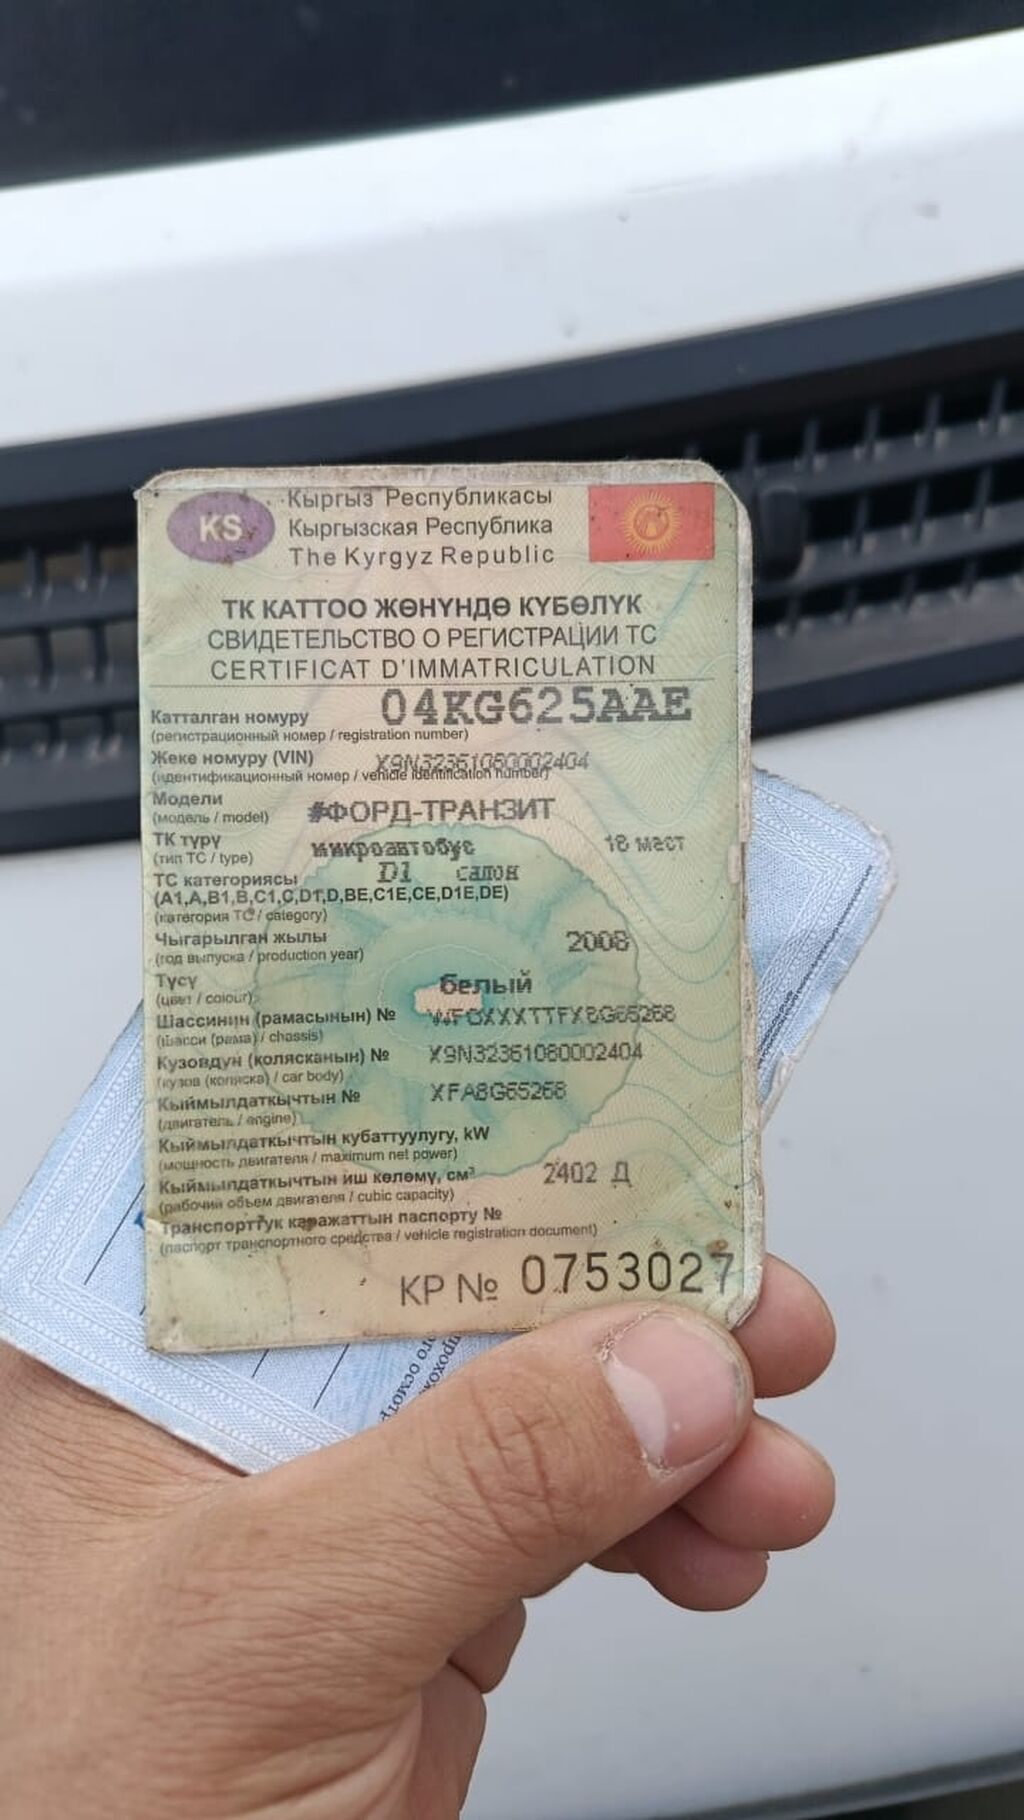 KS
Кыргыз Республикасы
Кыргызская Республика
The Kyrgyz Republic
ТК КАТТОО ЖӨНҮНДӨ КҮБӨЛҮК
СВИДЕТЕЛЬСТВО О РЕГИСТРАЦИИ ТС
CERTIFICAT D'IMMATRICULATION
Катталган номуру 04KG625AAE
(регистрационный номер / registration number)
Жеке номуру (VIN) X9N32361080002404
(идентификационный номер / vehicle identification number)
Модели #ФОРД-ТРАНЗИТ
(модель / model)
ТК түрү микроавтобус 18 мест
(тип ТС / type)
ТС категориясы D1 салон
(A1,A,B1,B,C1,C,D1,D,BE,C1E,CE,D1E,DE)
(категория ТС / category)
Чыгарылган жылы 2008
(год выпуска / production year)
Түсү белый
(цвет / colour)
Шассинин (рамасынын) № WF0XXXTTFX8G65268
(шасси (рама) / chassis)
Кузовдун (колясканын) № X9N32361080002404
(кузов (коляска) / car body)
Кыймылдаткычтын № XFA8G65268
(двигатель / engine)
Кыймылдаткычтын кубаттуулугу, kW
(мощность двигателя / maximum net power)
Кыймылдаткычтын иш көлөмү, см³ 2402 Д
(рабочий объем двигателя / cubic capacity)
Транспорттук каражаттын паспорту №
(паспорт транспортного средства / vehicle registration document)
КР № 0753027